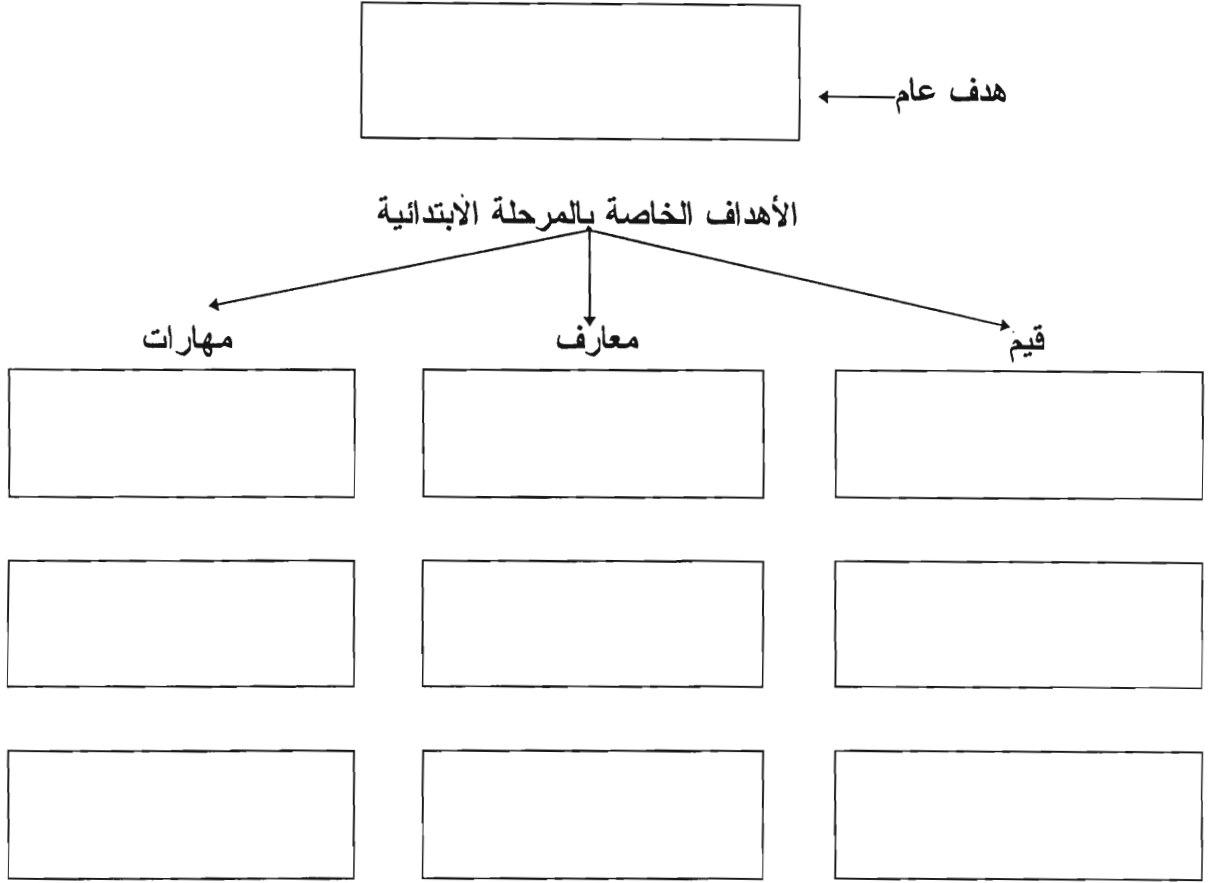 هدف عام
الأهداف الخاصة بالمرحلة الابتدائية
قيم
معارف
مهارات